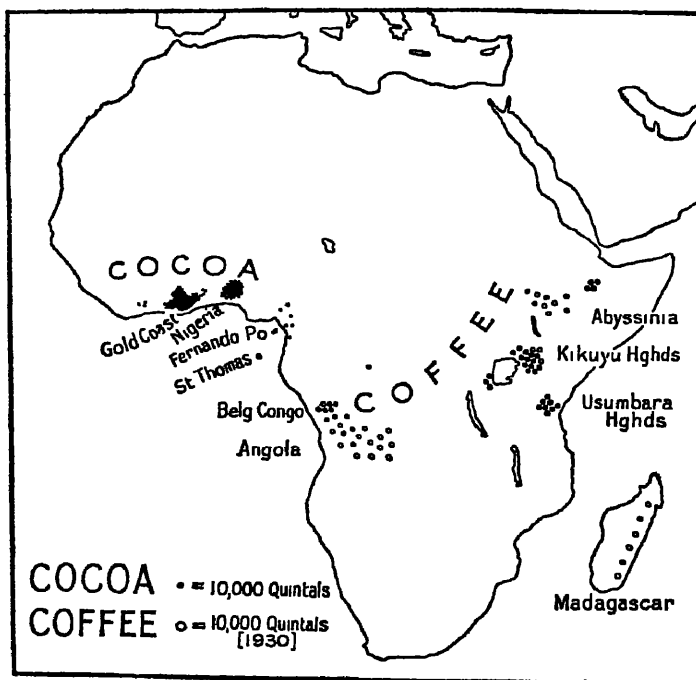 COCOA
Gold Coast
Nigeria
Fernando Po
St Thomas
Belg Congo
Angola
COFFEE
Abyssinia
Kikuyu Hghds
Usumbara
Hghds
Madagascar
COCOA • = 10,000 Quintals
COFFEE o = 10,000 Quintals
[1930]